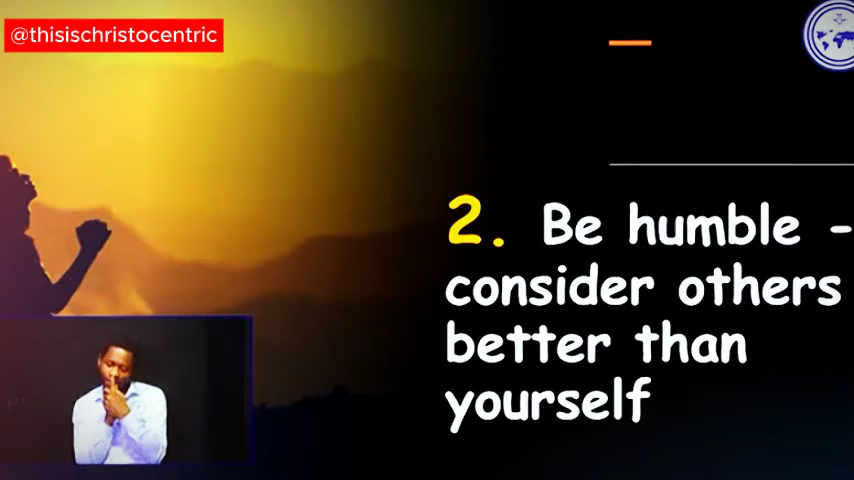 @thisischristocentric
2. Be humble -
consider others
better than
yourself